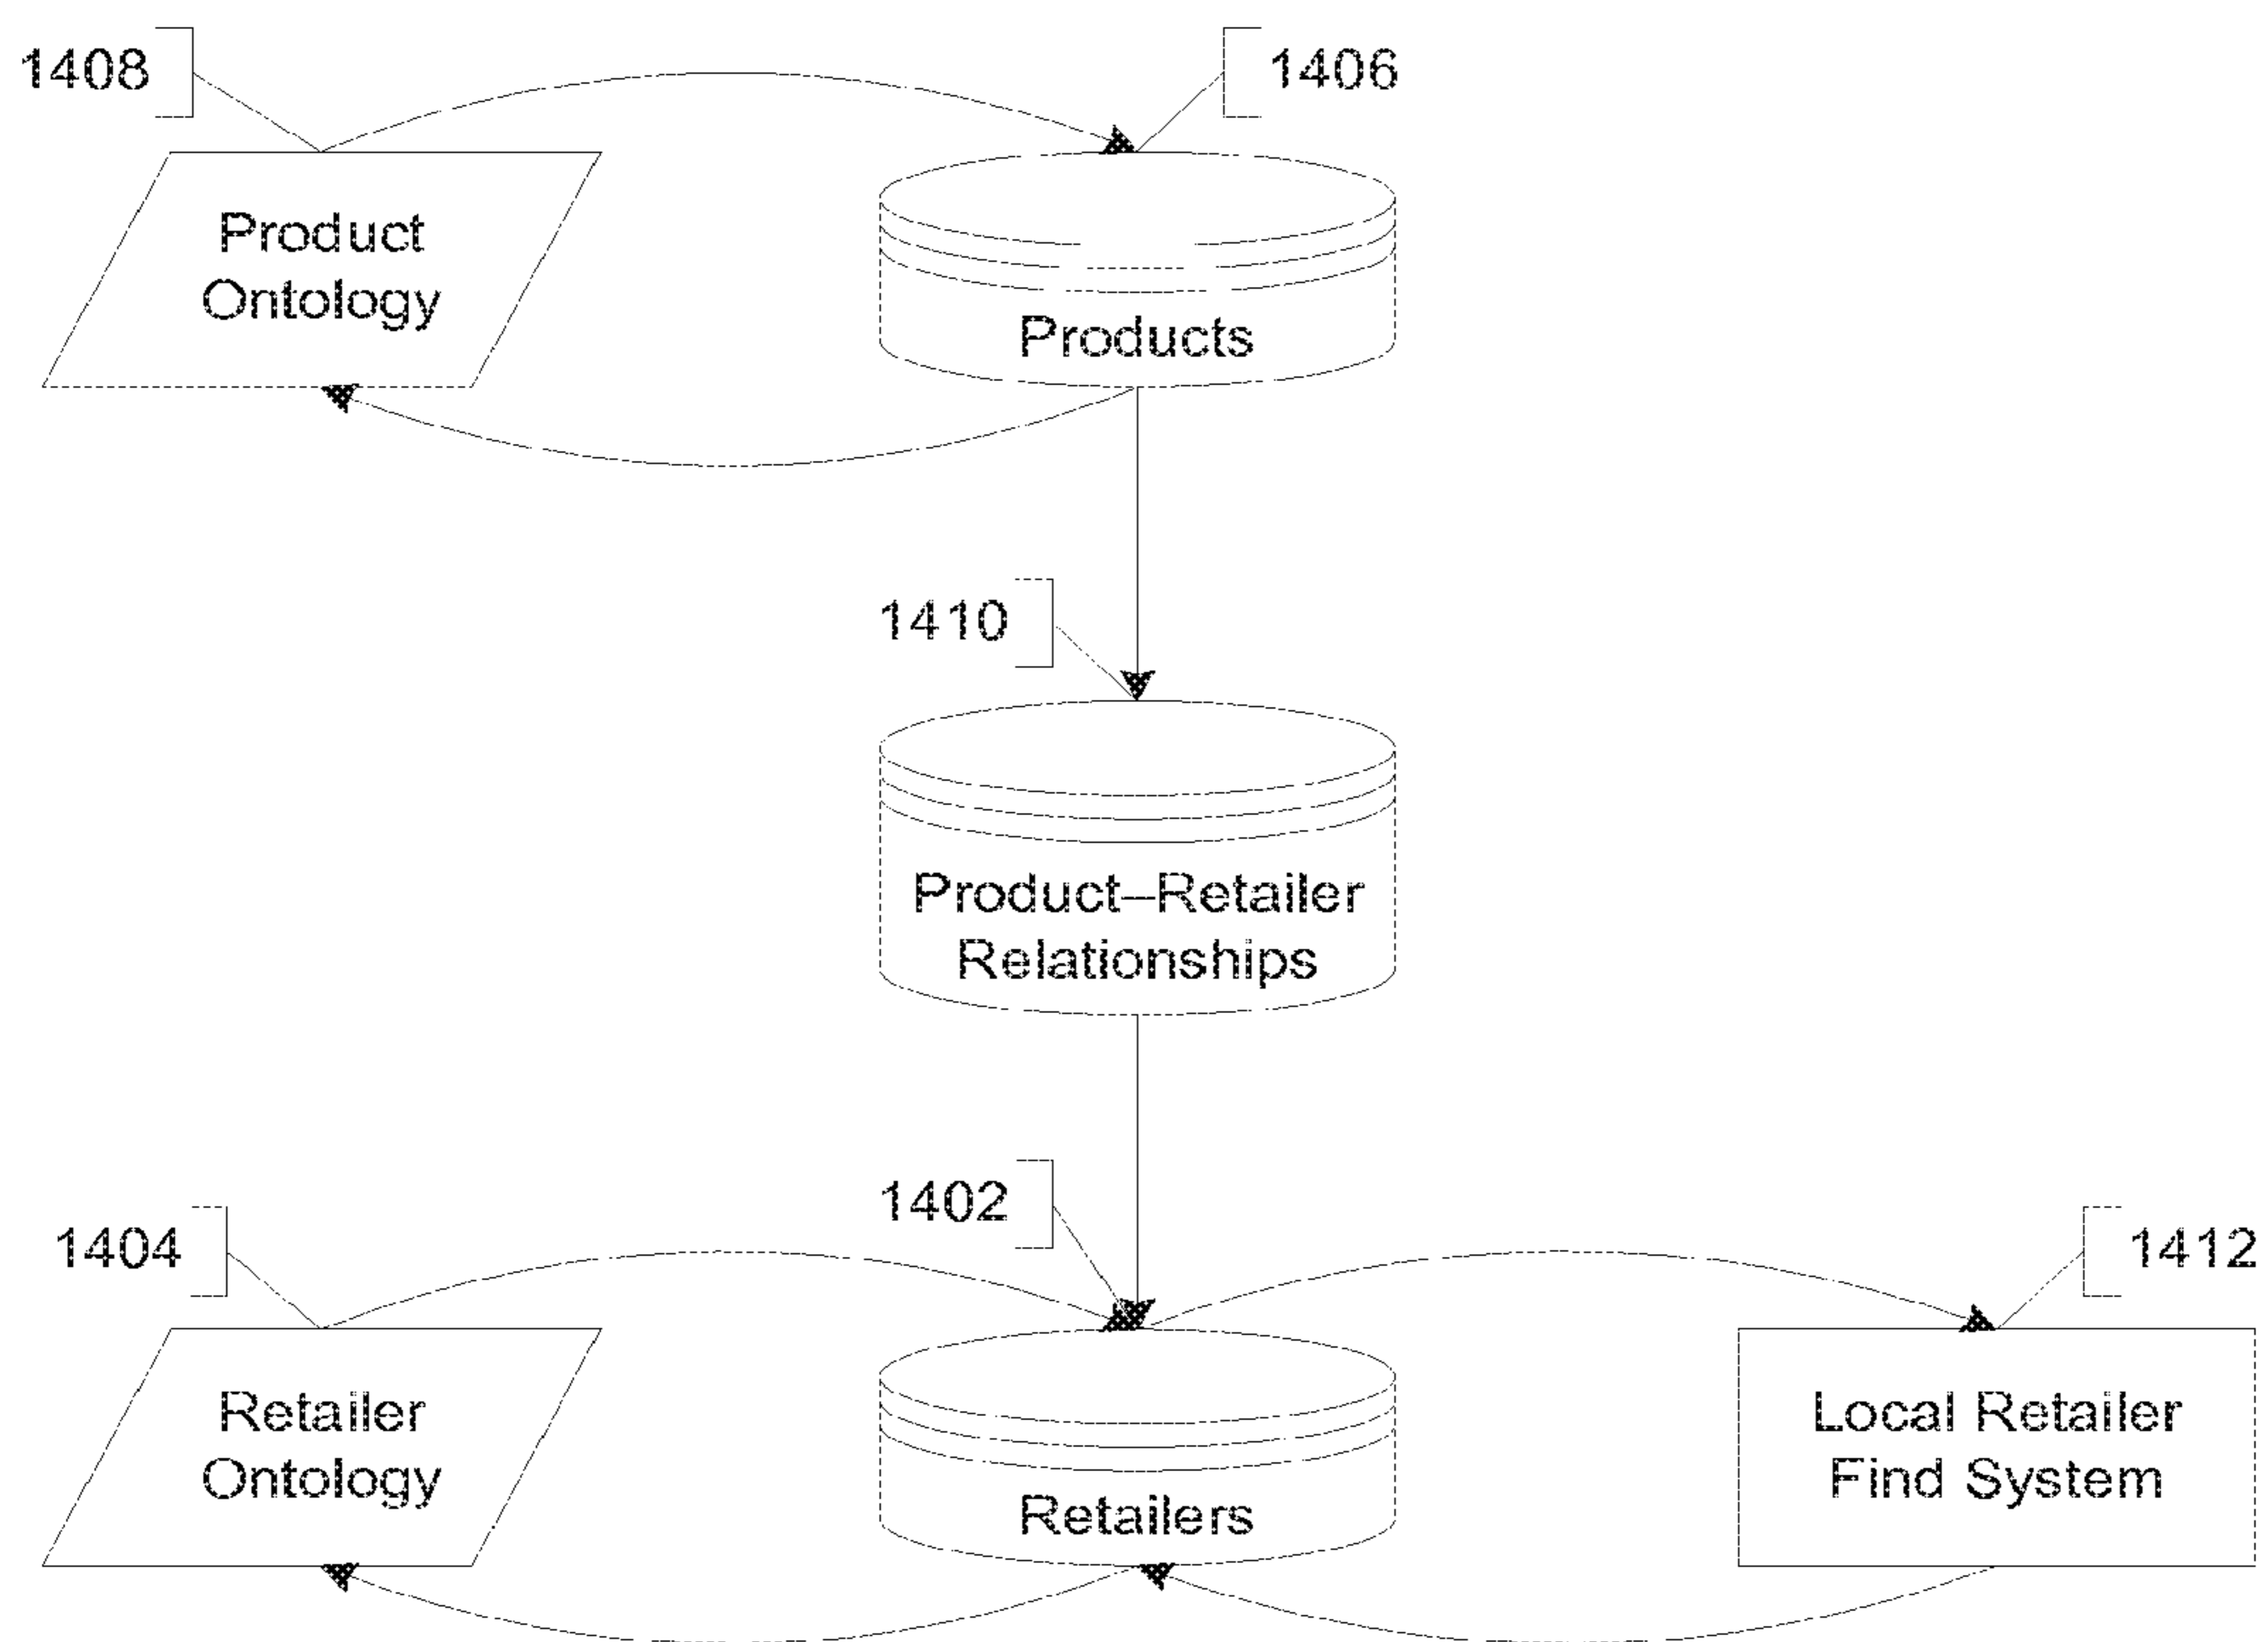 1408
1406
Product
Ontology
Products
1410
Product–Retailer
Relationships
1402
1404
1412
Retailer
Ontology
Retailers
Local Retailer
Find System